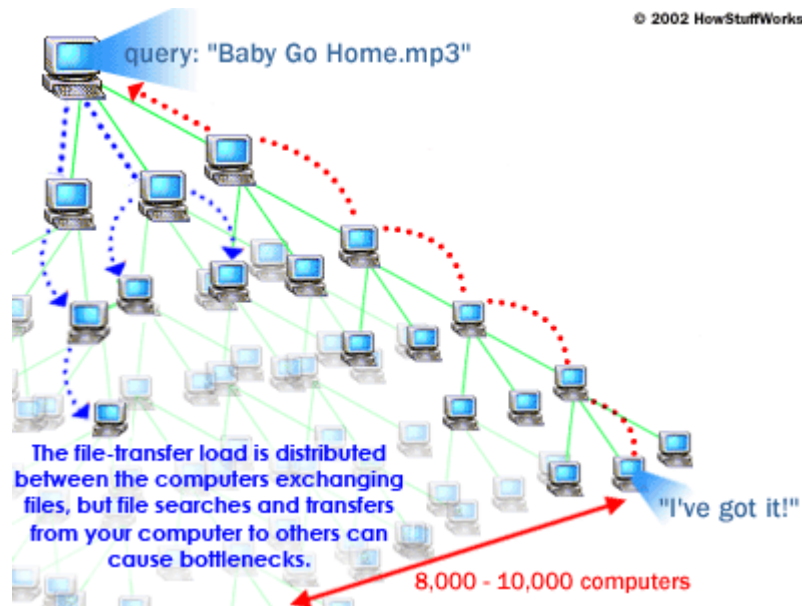 © 2002 HowStuffWorks
query: "Baby Go Home.mp3"
The file-transfer load is distributed
between the computers exchanging
files, but file searches and transfers
from your computer to others can
cause bottlenecks.
"I've got it!"
8,000 - 10,000 computers